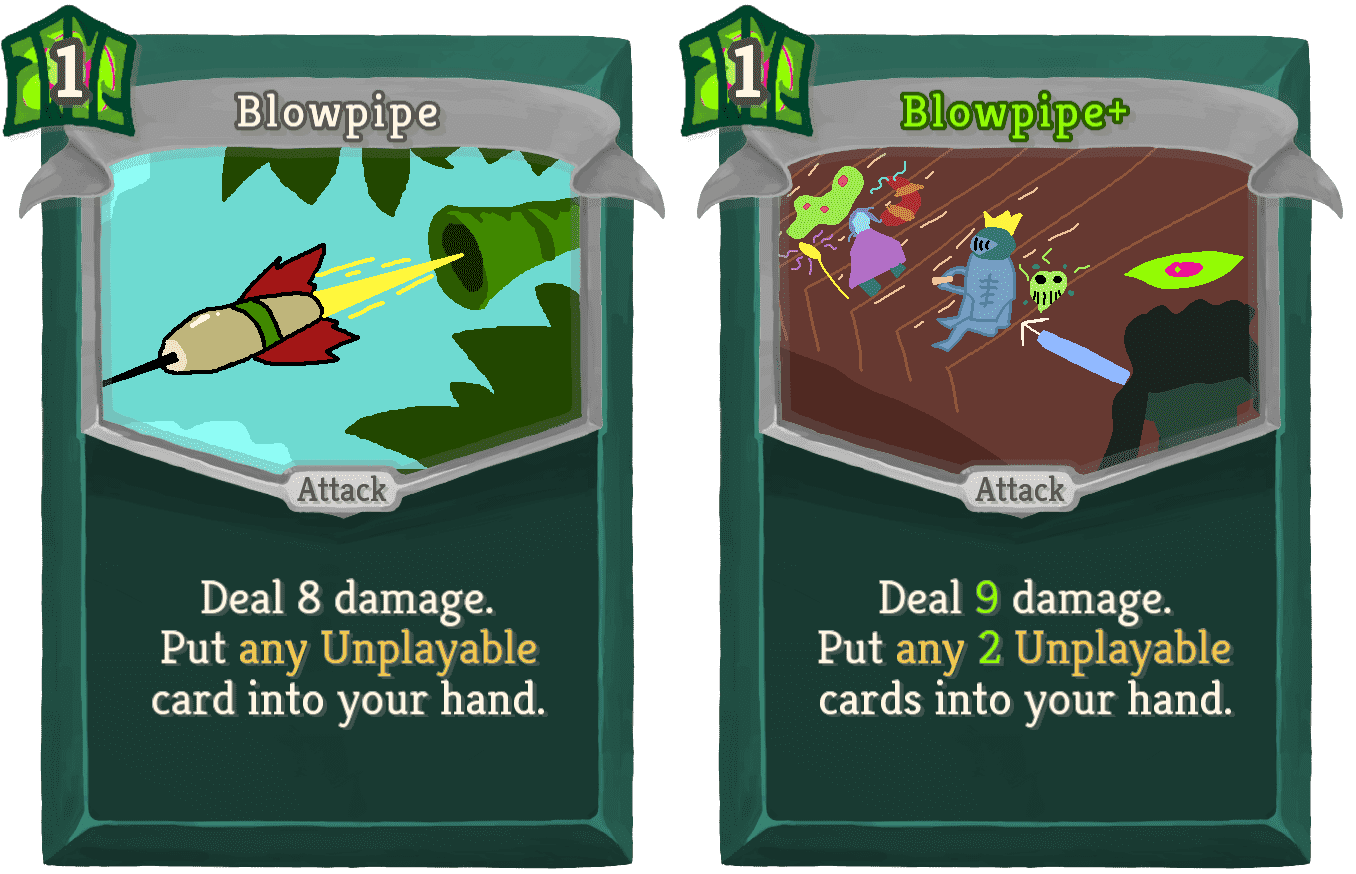 1
Blowpipe
Attack
Deal 8 damage.
Put any Unplayable
card into your hand.
1
Blowpipe+
Attack
Deal 9 damage.
Put any 2 Unplayable
cards into your hand.